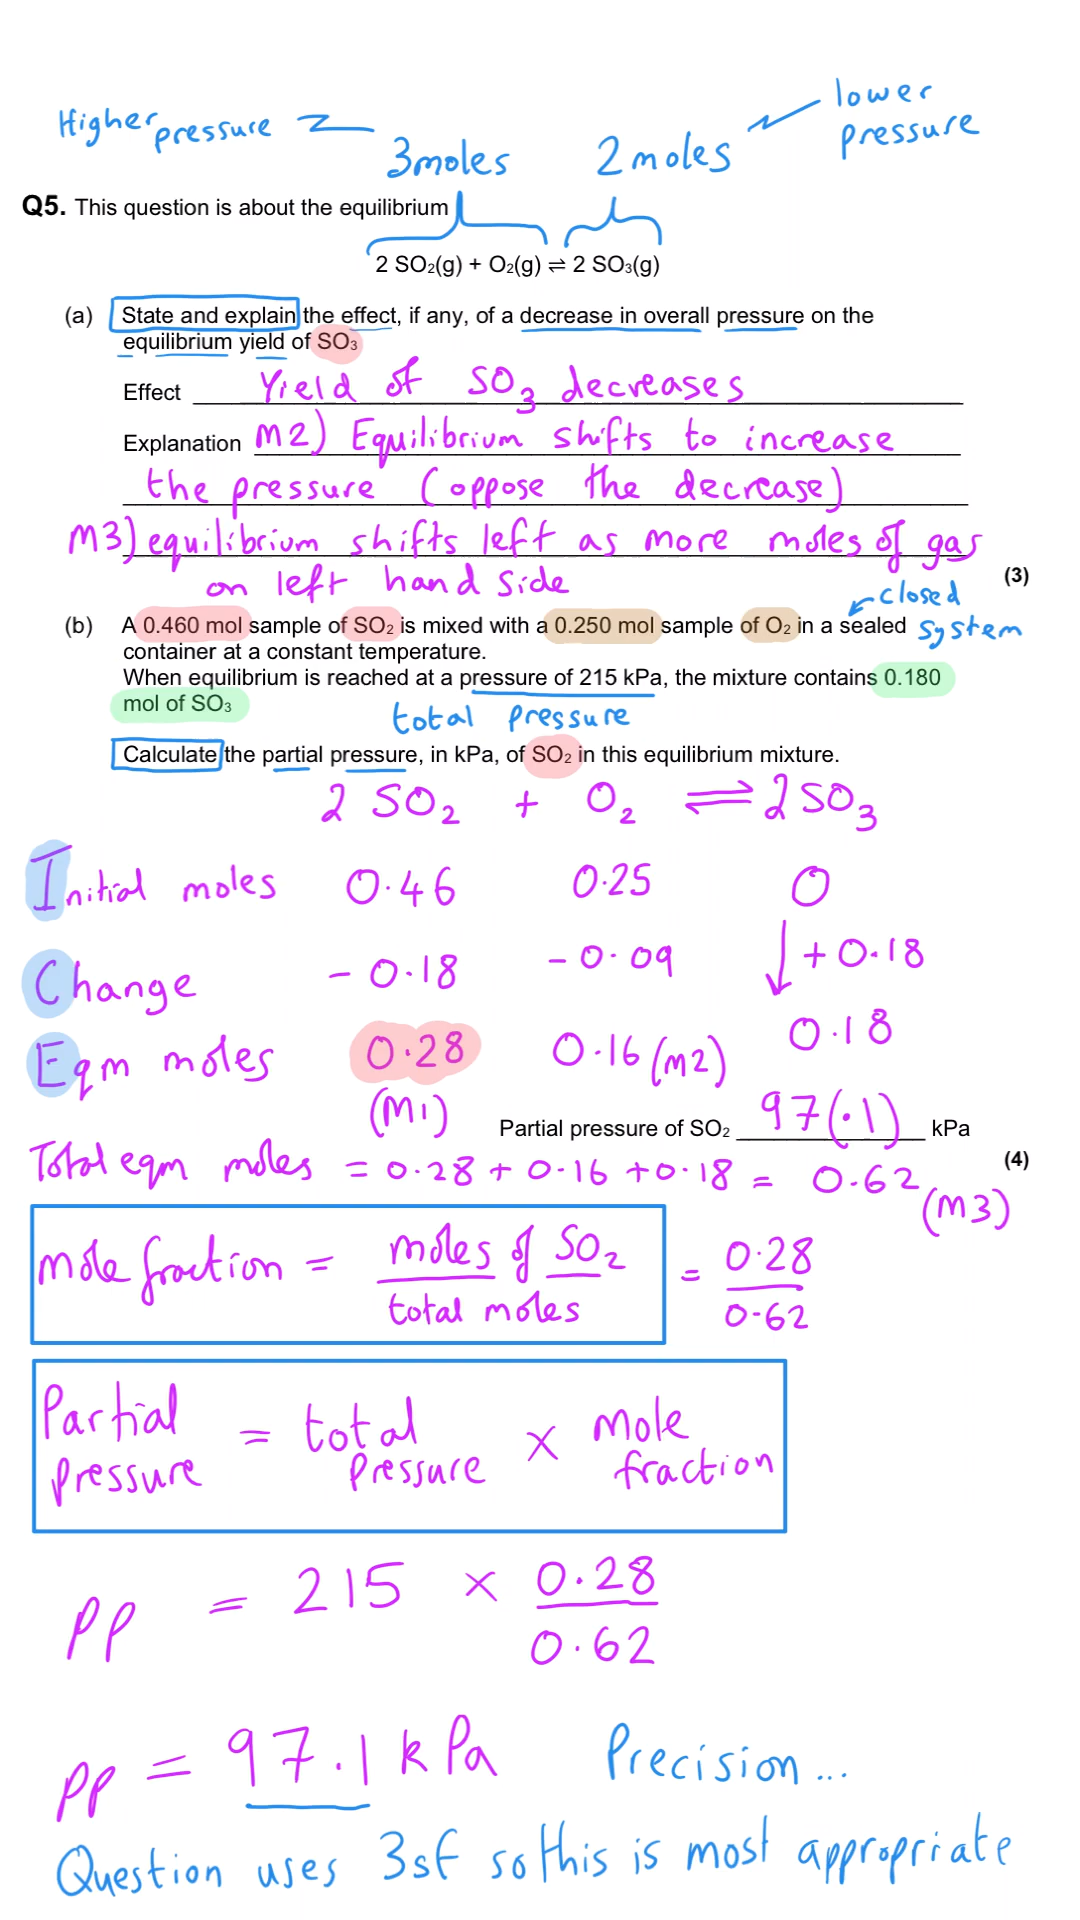 Higher pressure
lower pressure
3moles 2 moles
Q5. This question is about the equilibrium
2 SO₂(g) + O₂(g) ⇌ 2 SO₃(g)
(a) State and explain the effect, if any, of a decrease in overall pressure on the
equilibrium yield of SO₃
Effect Yield of SO₃ decreases
Explanation M2) Equilibrium shifts to increase
the pressure (oppose the decrease)
M3) equilibrium shifts left as more moles of gas
on left hand side
(3)
closed system
(b) A 0.460 mol sample of SO₂ is mixed with a 0.250 mol sample of O₂ in a sealed
container at a constant temperature.
When equilibrium is reached at a pressure of 215 kPa, the mixture contains 0.180
mol of SO₃
total pressure
Calculate the partial pressure, in kPa, of SO₂ in this equilibrium mixture.
2 SO₂ + O₂ ⇌ 2 SO₃
Initial moles 0.46 0.25 0
Change - 0.18 - 0.09 +0.18
Eqm moles 0.28 0.16 (M2) 0.18
(M1)
Partial pressure of SO₂ 97(.1) kPa
(4)
Total eqm moles = 0.28 + 0.16 + 0.18 = 0.62 (M3)
mole fraction = moles of SO₂ / total moles = 0.28 / 0.62
Partial pressure = total pressure × mole fraction
PP = 215 × 0.28 / 0.62
PP = 97.1 kPa
Precision...
Question uses 3sf so this is most appropriate